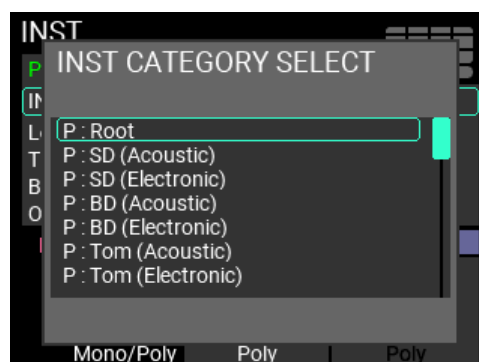 INST
INST CATEGORY SELECT
P : Root
P : SD (Acoustic)
P : SD (Electronic)
P : BD (Acoustic)
P : BD (Electronic)
P : Tom (Acoustic)
P : Tom (Electronic)
Mono/Poly Poly Poly